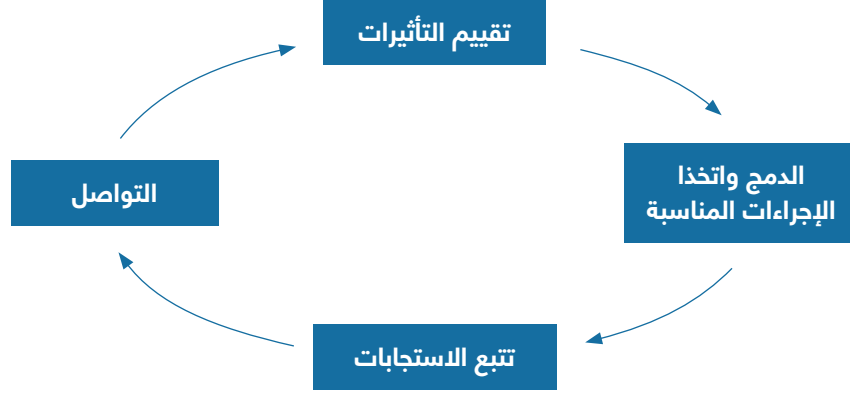 تقييم التأثيرات
الدمج واتخذا
الإجراءات المناسبة
تتبع الاستجابات
التواصل